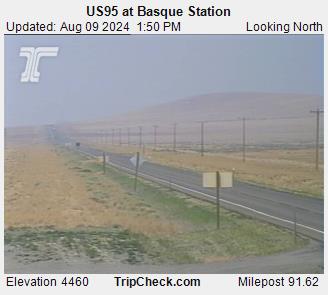 US95 at Basque Station
Updated: Aug 09 2024 1:50 PM Looking North
Elevation 4460 TripCheck.com Milepost 91.62